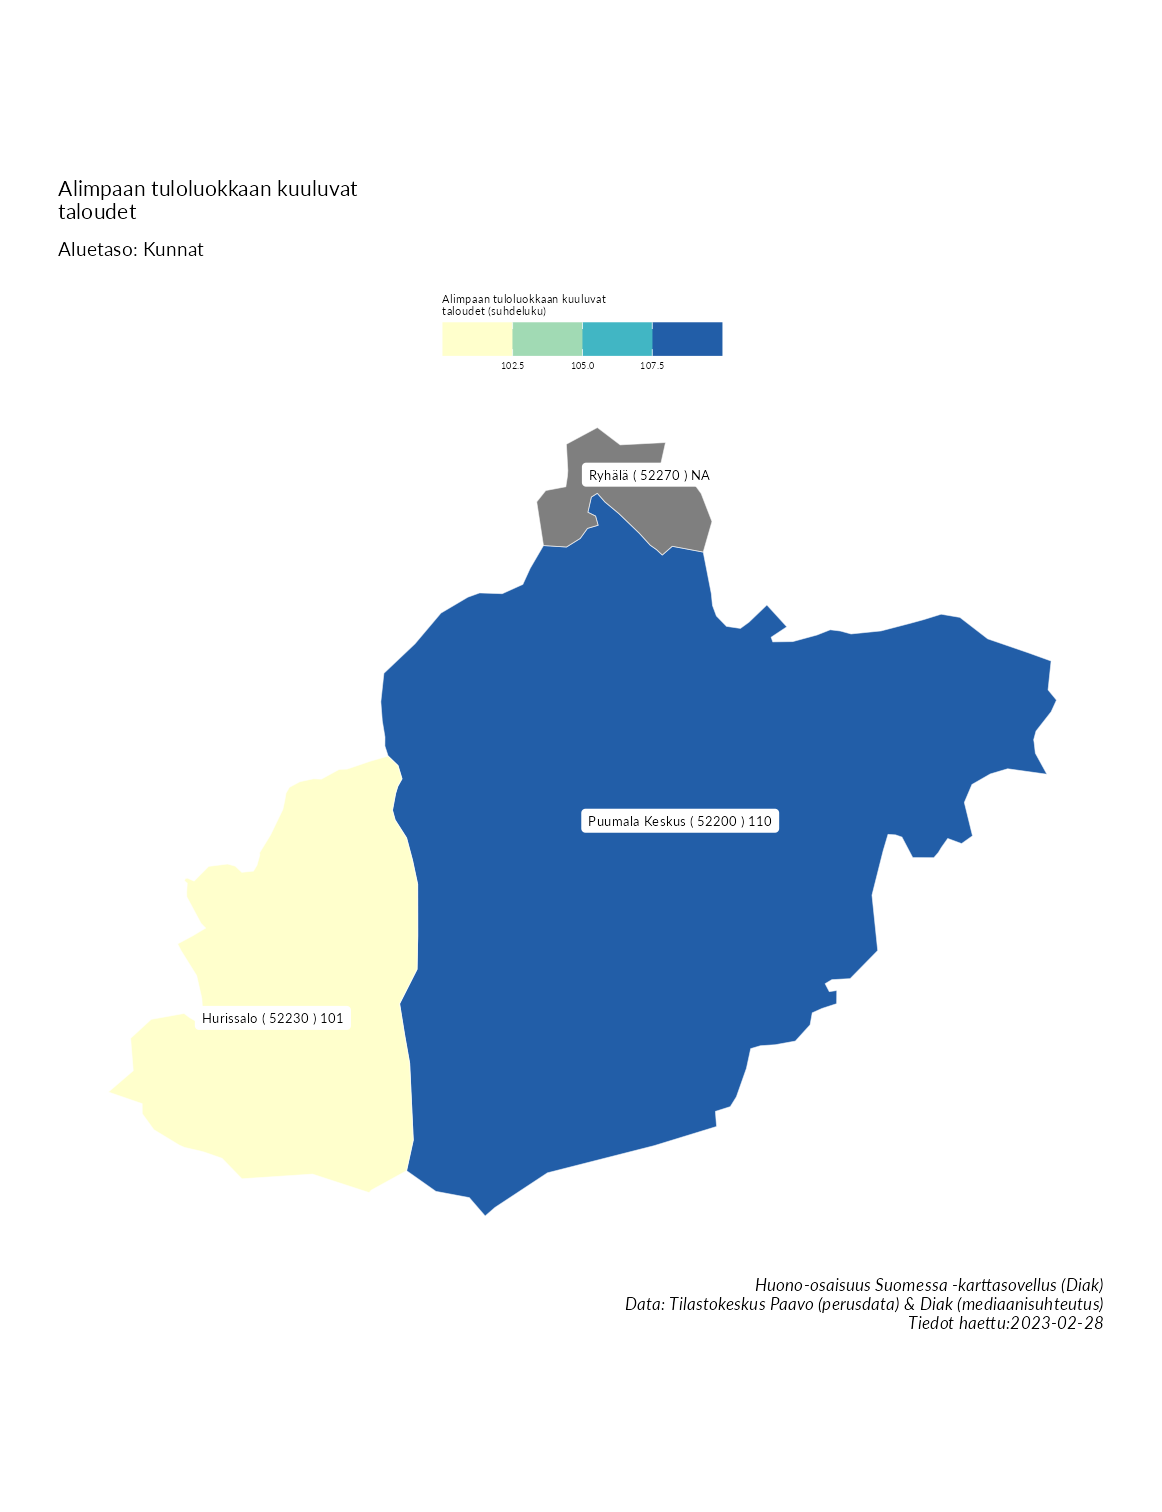 Alimpaan tuloluokkaan kuuluvat
taloudet
Aluetaso: Kunnat
Alimpaan tuloluokkaan kuuluvat
taloudet (suhdeluku)
102.5 105.0 107.5
Ryhälä ( 52270 ) NA
Puumala Keskus ( 52200 ) 110
Hurissalo ( 52230 ) 101
Huono-osaisuus Suomessa -karttasovellus (Diak)
Data: Tilastokeskus Paavo (perusdata) & Diak (mediaanisuhteutus)
Tiedot haettu:2023-02-28